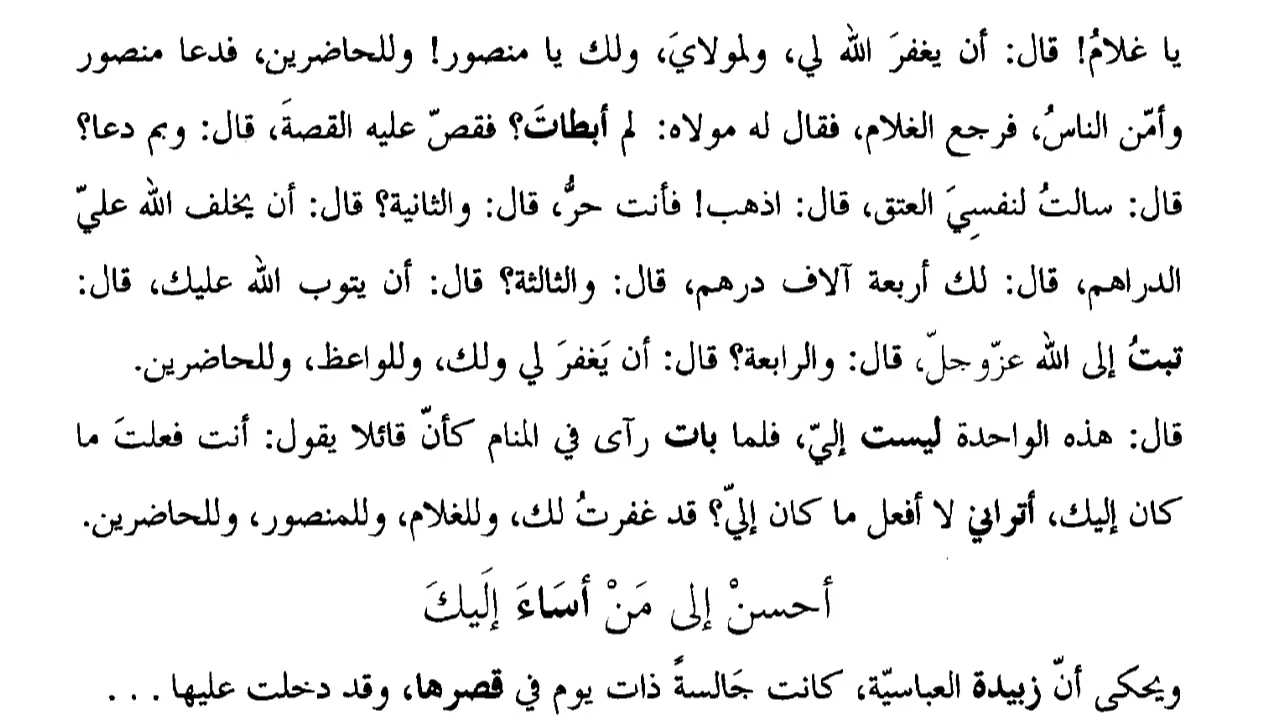 يا غلامُ! قال: أن يغفرَ الله لي، ولمولايَ، ولك يا منصور! وللحاضرين، فدعا منصور
وأمّن الناسُ، فرجع الغلام، فقال له مولاه: لم أبطاتَ؟ فقصّ عليه القصةَ، قال: وبم دعا؟
قال: سالتُ لنفسِيَ العتق، قال: اذهب! فأنت حرٌّ، قال: والثانية؟ قال: أن يخلف الله عليّ
الدراهم، قال: لك أربعة آلاف درهم، قال: والثالثة؟ قال: أن يتوب الله عليك، قال:
تبتُ إلى الله عزّوجلّ، قال: والرابعة؟ قال: أن يَغفرَ لي ولك، وللواعظ، وللحاضرين.
قال: هذه الواحدة ليست إليّ، فلما بات رآى في المنام كأنّ قائلا يقول: أنت فعلتَ ما
كان إليك، أتراني لا أفعل ما كان إليّ؟ قد غفرتُ لك، وللغلام، وللمنصور، وللحاضرين.
أحسنْ إلى مَنْ أسَاءَ إلَيكَ
ويحكى أنّ زبيدة العباسيّة، كانت جَالسةً ذات يوم في قصرها، وقد دخلت عليها . . .